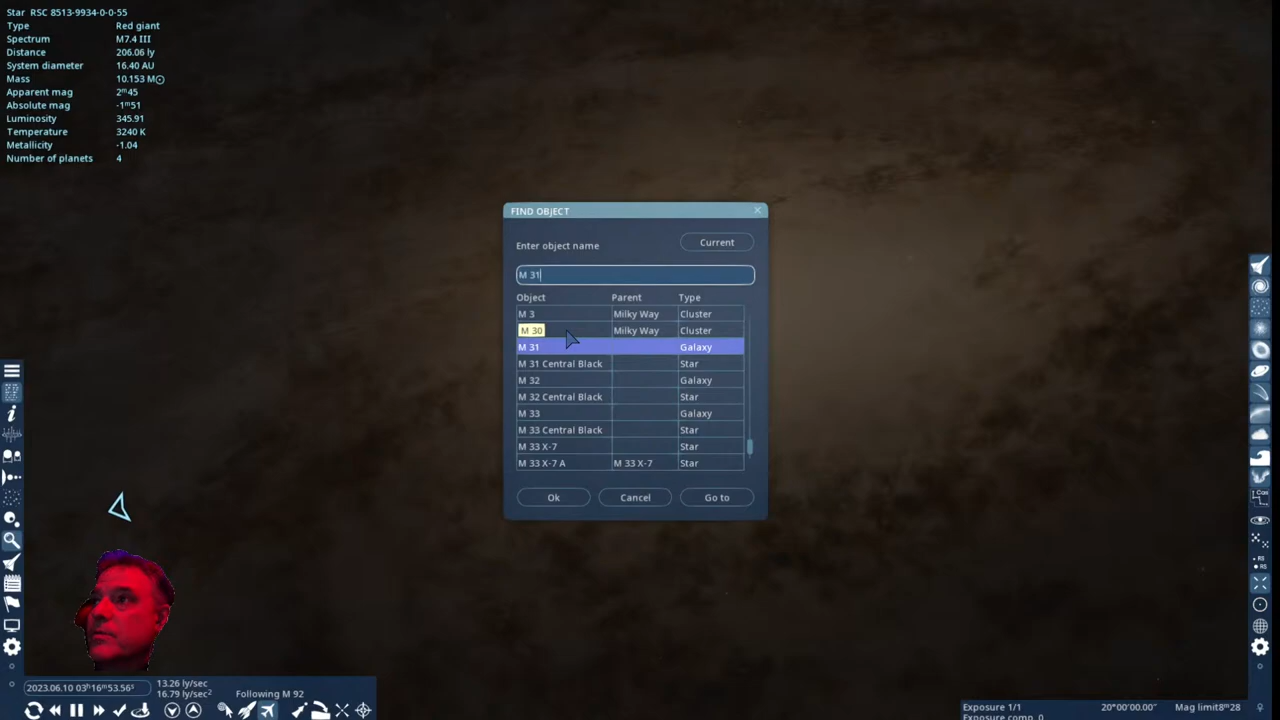 Star RSC 8513-9934-0-0-55
Type Red giant
Spectrum M7.4 III
Distance 206.06 ly
System diameter 16.40 AU
Mass 10.153 M☉
Apparent mag 2ᵐ45
Absolute mag -1ᵐ51
Luminosity 345.91
Temperature 3240 K
Metallicity -1.04
Number of planets 4
FIND OBJECT
Enter object name Current
M 31
Object Parent Type
M 3 Milky Way Cluster
M 30 Milky Way Cluster
M 31 Galaxy
M 31 Central Black Star
M 32 Galaxy
M 32 Central Black Star
M 33 Galaxy
M 33 Central Black Star
M 33 X-7 Star
M 33 X-7 A M 33 X-7 Star
Ok Cancel Go to
Cas
RS
RS
2023.06.10 03ʰ16ᵐ53.56ˢ
13.26 ly/sec
16.79 ly/sec²
Following M 92
Exposure 1/1 20°00'00.00" Mag limit8ᵐ28
Exposure comp. 0